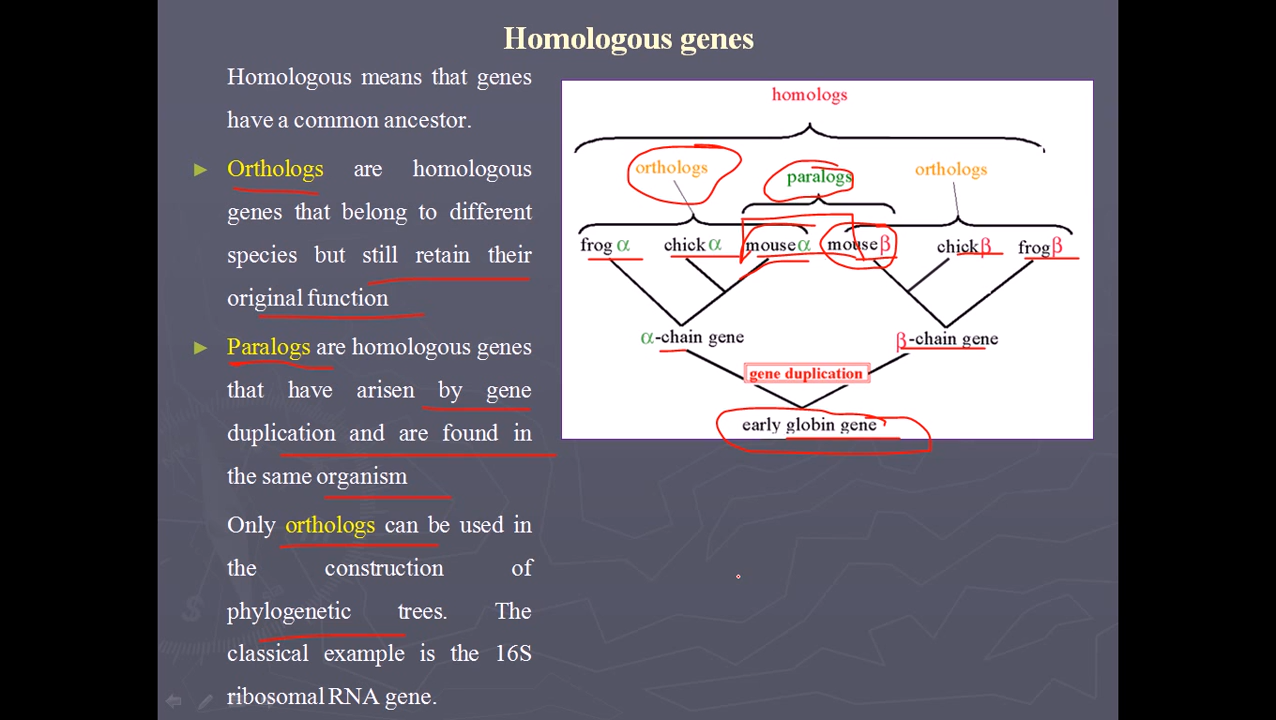 Homologous genes
Homologous means that genes
have a common ancestor.
Orthologs are homologous
genes that belong to different
species but still retain their
original function
Paralogs are homologous genes
that have arisen by gene
duplication and are found in
the same organism
Only orthologs can be used in
the construction of
phylogenetic trees. The
classical example is the 16S
ribosomal RNA gene.
homologs
orthologs paralogs orthologs
frog α chick α mouse α mouse β chick β frog β
α-chain gene β-chain gene
gene duplication
early globin gene